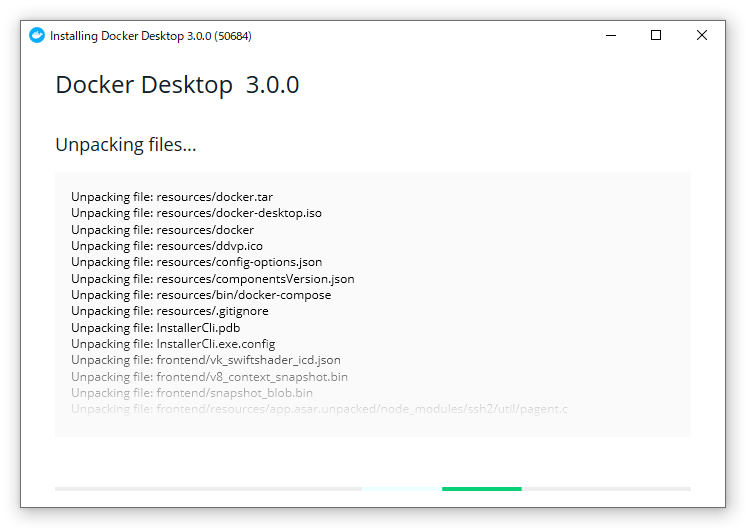 Installing Docker Desktop 3.0.0 (50684)
Docker Desktop 3.0.0
Unpacking files...
Unpacking file: resources/docker.tar
Unpacking file: resources/docker-desktop.iso
Unpacking file: resources/docker
Unpacking file: resources/ddvp.ico
Unpacking file: resources/config-options.json
Unpacking file: resources/componentsVersion.json
Unpacking file: resources/bin/docker-compose
Unpacking file: resources/.gitignore
Unpacking file: InstallerCli.pdb
Unpacking file: InstallerCli.exe.config
Unpacking file: frontend/vk_swiftshader_icd.json
Unpacking file: frontend/v8_context_snapshot.bin
Unpacking file: frontend/snapshot_blob.bin
Unpacking file: frontend/resources/app.asar.unpacked/node_modules/ssh2/util/pagent.c